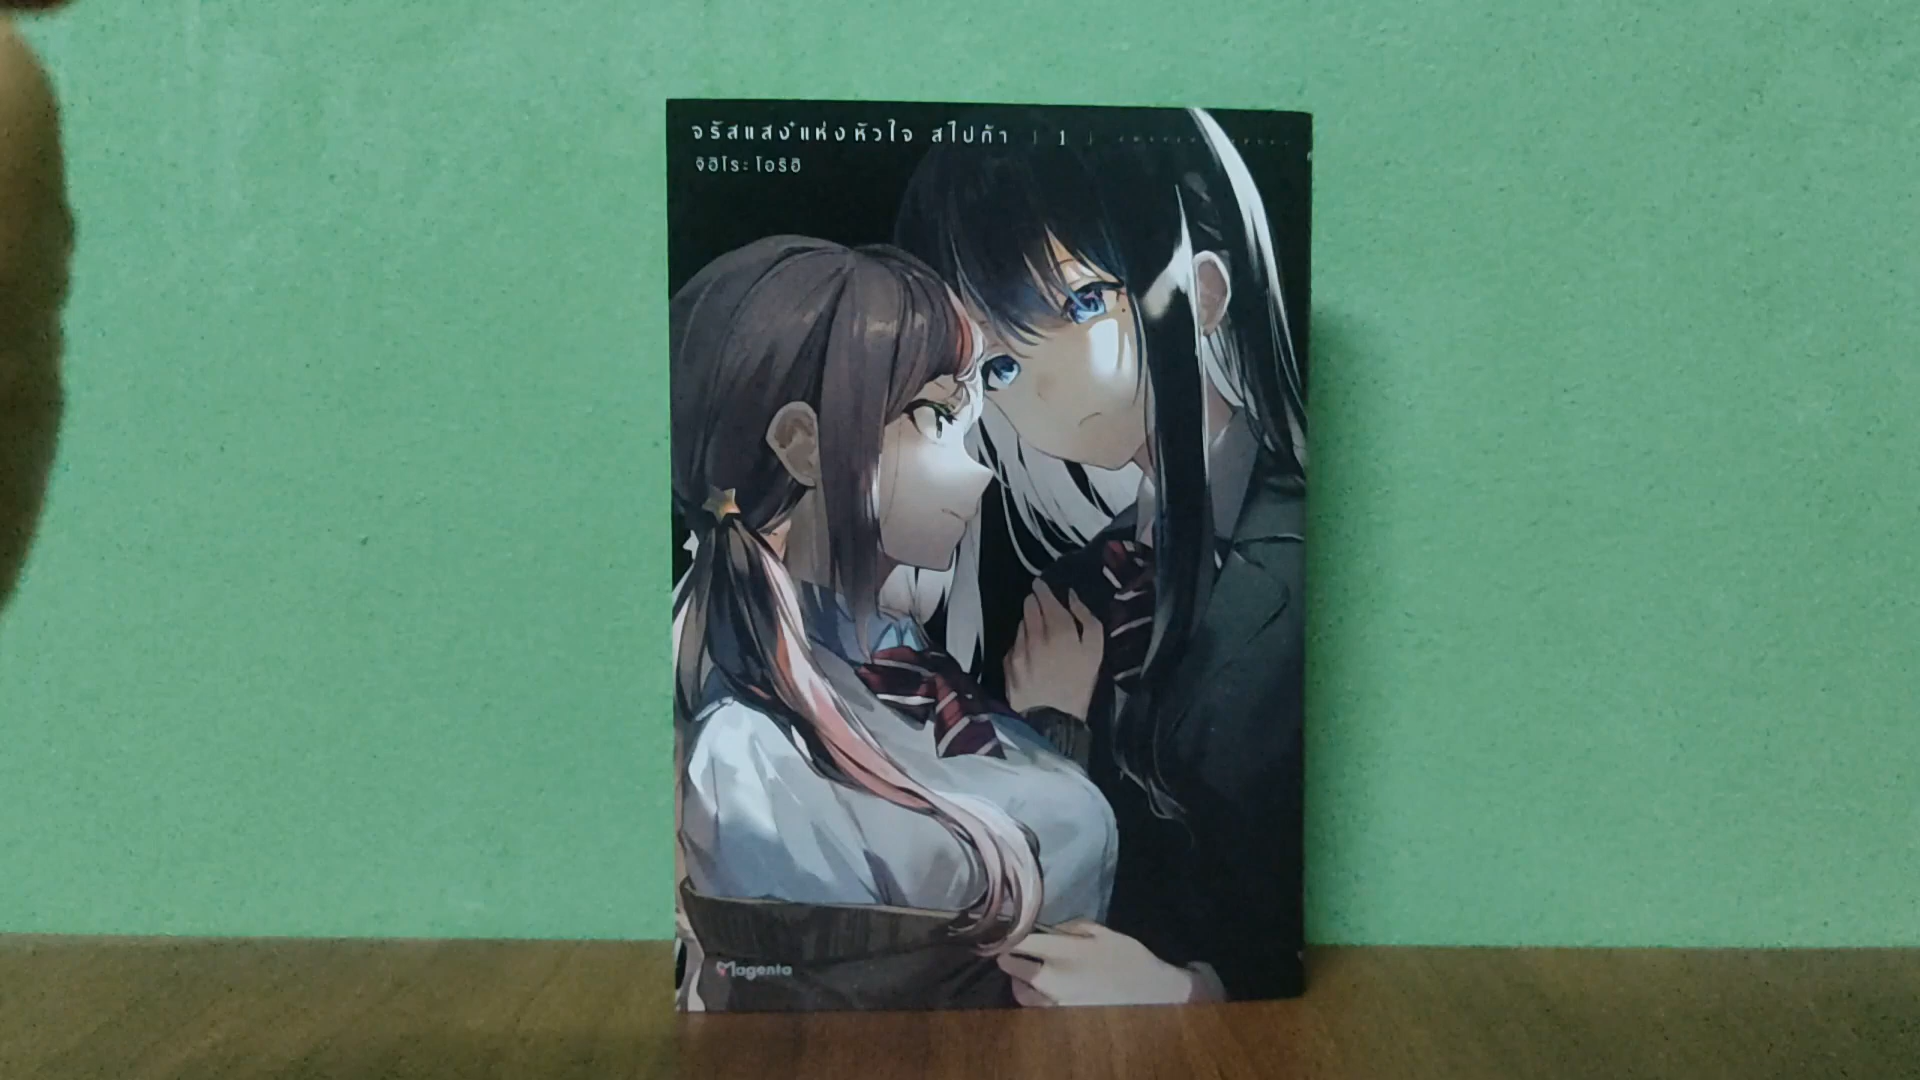 จรัสแสง แห่งหัวใจ สไปก้า | 1 |
จิฮิโระ โอริฮิ
Magenta